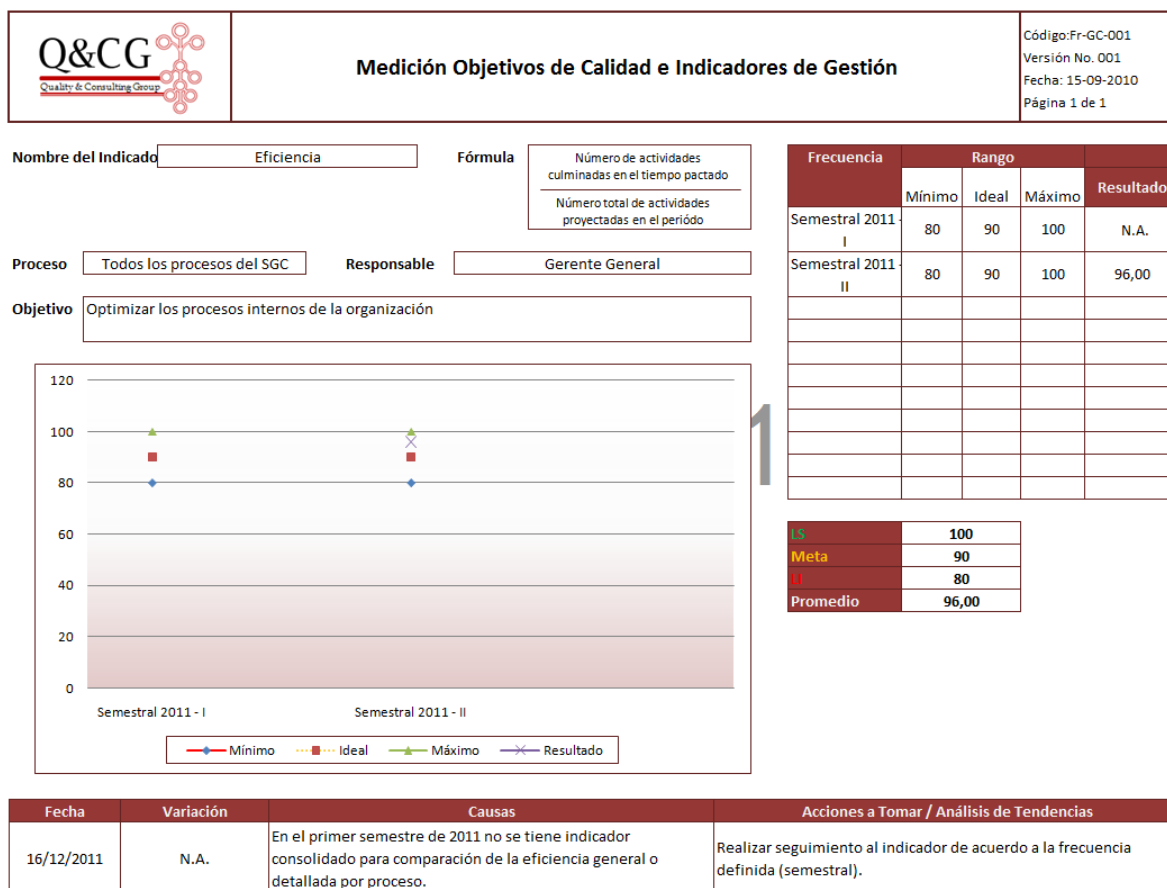 Q&CG
Quality & Consulting Group
Medición Objetivos de Calidad e Indicadores de Gestión
Código:Fr-GC-001
Versión No. 001
Fecha: 15-09-2010
Página 1 de 1
Nombre del Indicado
Eficiencia
Fórmula
Número de actividades
culminadas en el tiempo pactado
Número total de actividades
proyectadas en el periódo
Proceso
Todos los procesos del SGC
Responsable
Gerente General
Objetivo
Optimizar los procesos internos de la organización
Frecuencia Rango
Mínimo Ideal Máximo Resultado
Semestral 2011 -
I
80 90 100 N.A.
Semestral 2011 -
II
80 90 100 96,00
120
100
80
60
40
20
0
Semestral 2011 - I Semestral 2011 - II
Mínimo Ideal Máximo Resultado
1
LS 100
Meta 90
LI 80
Promedio 96,00
Fecha Variación Causas Acciones a Tomar / Análisis de Tendencias
16/12/2011
N.A.
En el primer semestre de 2011 no se tiene indicador
consolidado para comparación de la eficiencia general o
detallada por proceso.
Realizar seguimiento al indicador de acuerdo a la frecuencia
definida (semestral).